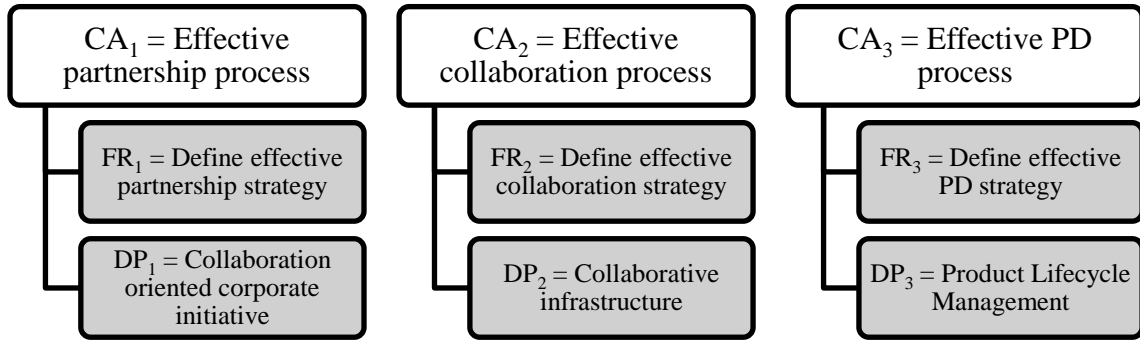 CA₁ = Effective
partnership process
FR₁ = Define effective
partnership strategy
DP₁ = Collaboration
oriented corporate
initiative
CA₂ = Effective
collaboration process
FR₂ = Define effective
collaboration strategy
DP₂ = Collaborative
infrastructure
CA₃ = Effective PD
process
FR₃ = Define effective
PD strategy
DP₃ = Product Lifecycle
Management